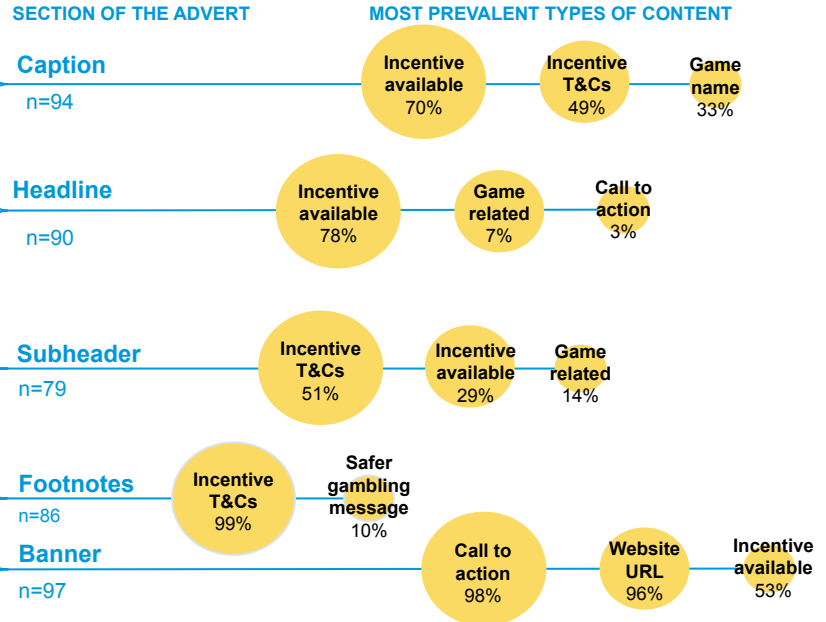 SECTION OF THE ADVERT
MOST PREVALENT TYPES OF CONTENT
Caption
n=94
Incentive
available
70%
Incentive
T&Cs
49%
Game
name
33%
Headline
n=90
Incentive
available
78%
Game
related
7%
Call to
action
3%
Subheader
n=79
Incentive
T&Cs
51%
Incentive
available
29%
Game
related
14%
Footnotes
n=86
Incentive
T&Cs
99%
Safer
gambling
message
10%
Banner
n=97
Call to
action
98%
Website
URL
96%
Incentive
available
53%